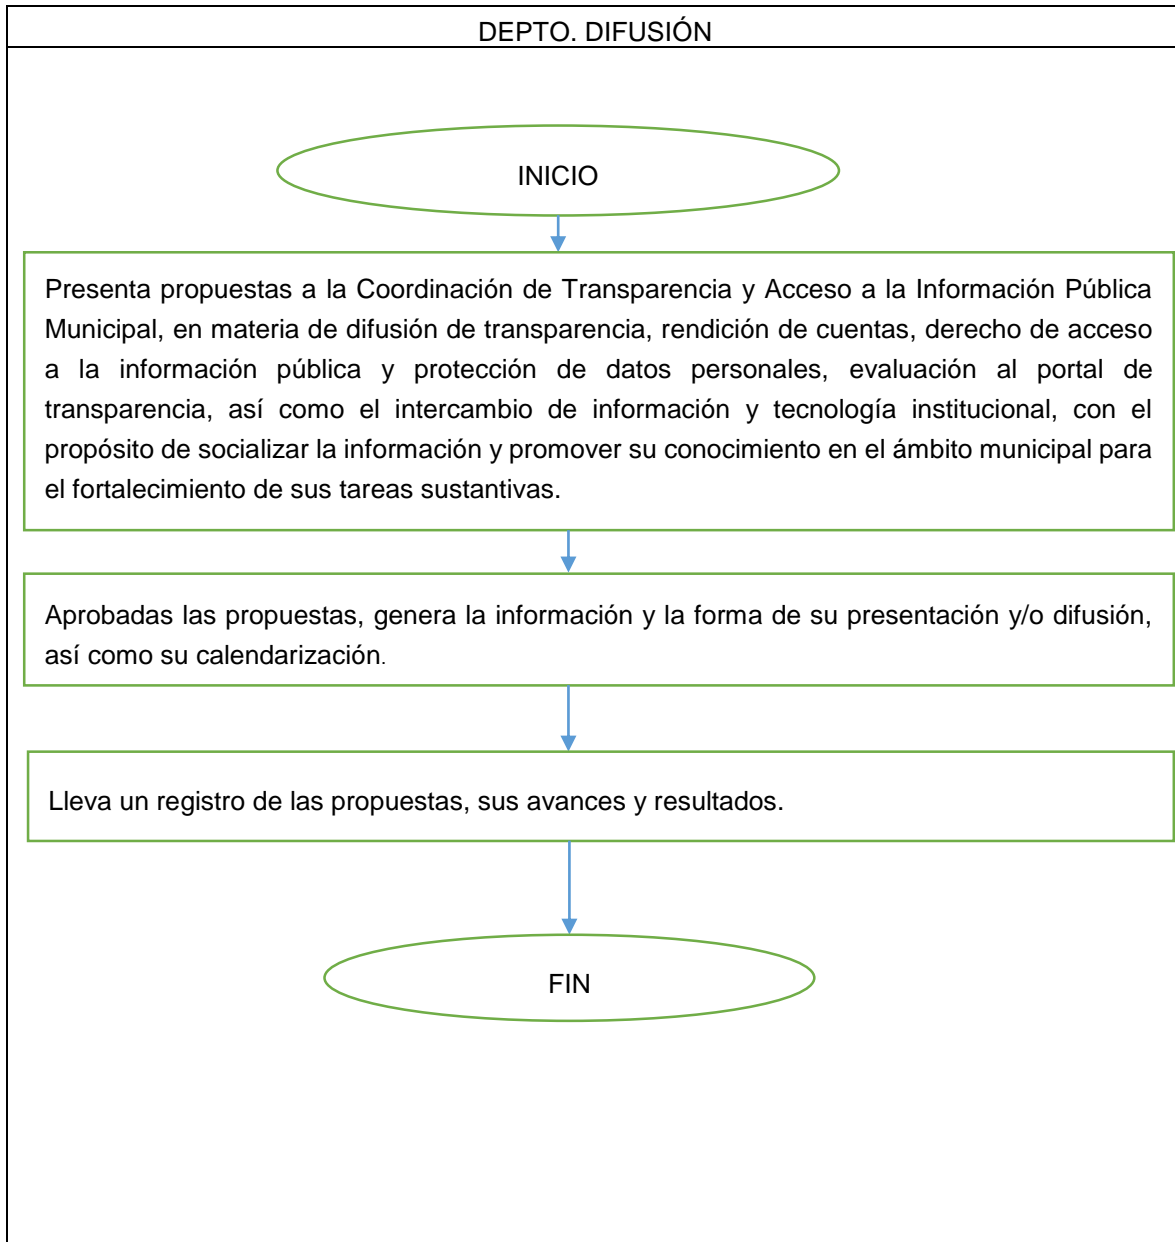 DEPTO. DIFUSIÓN
INICIO
Presenta propuestas a la Coordinación de Transparencia y Acceso a la Información Pública
Municipal, en materia de difusión de transparencia, rendición de cuentas, derecho de acceso
a la información pública y protección de datos personales, evaluación al portal de
transparencia, así como el intercambio de información y tecnología institucional, con el
propósito de socializar la información y promover su conocimiento en el ámbito municipal para
el fortalecimiento de sus tareas sustantivas.
Aprobadas las propuestas, genera la información y la forma de su presentación y/o difusión,
así como su calendarización.
Lleva un registro de las propuestas, sus avances y resultados.
FIN